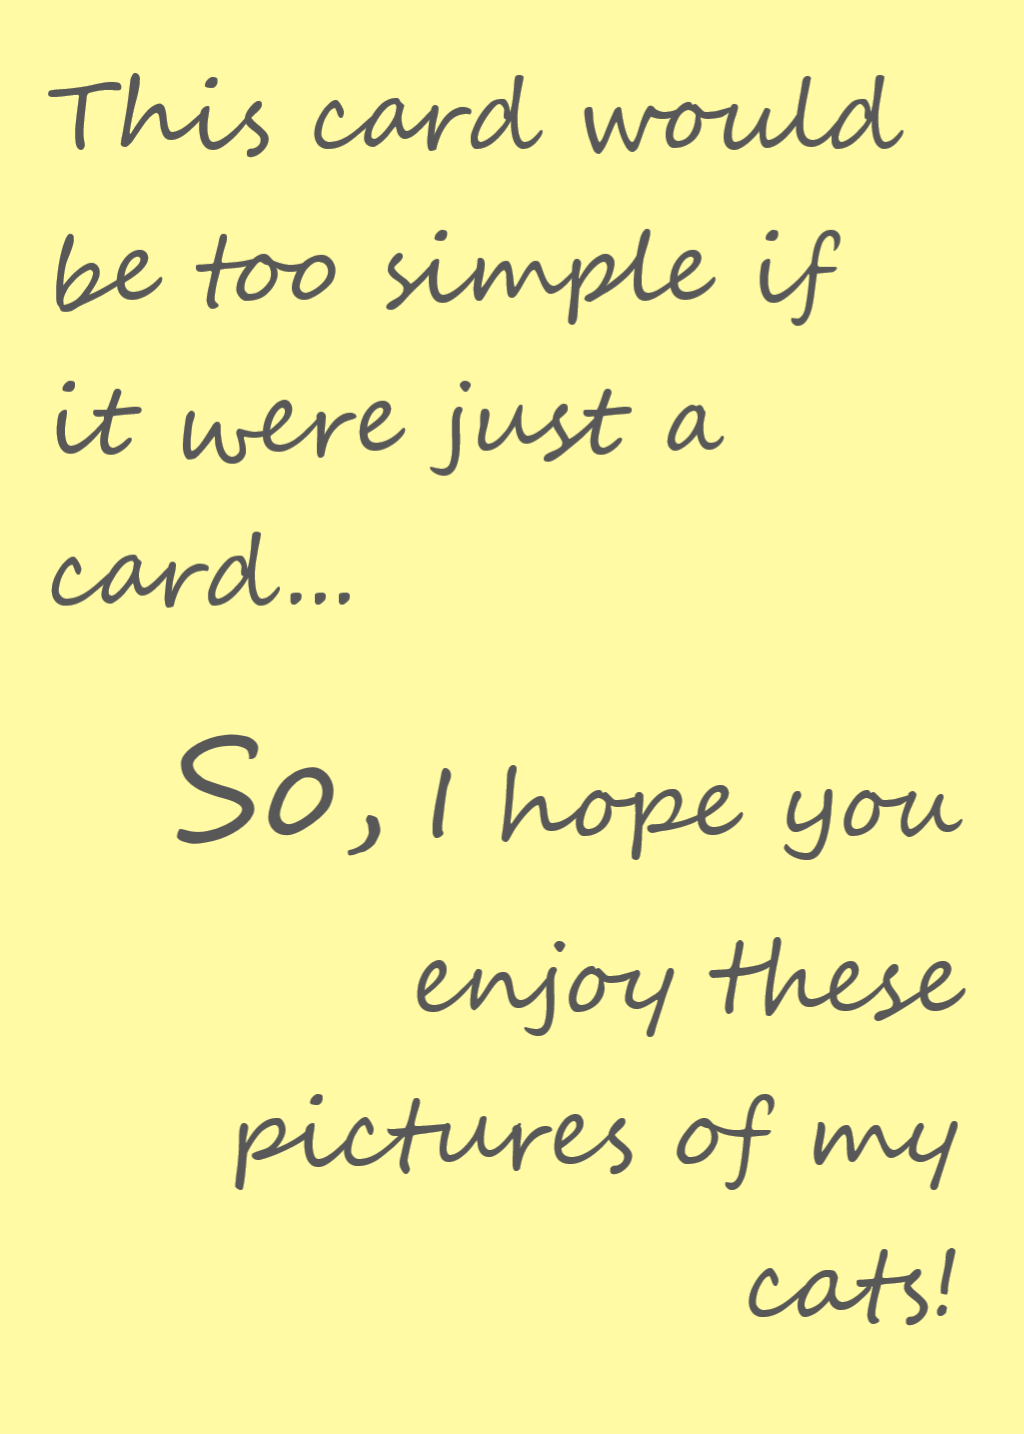 This card would
be too simple if
it were just a
card...
So, I hope you
enjoy these
pictures of my
cats!